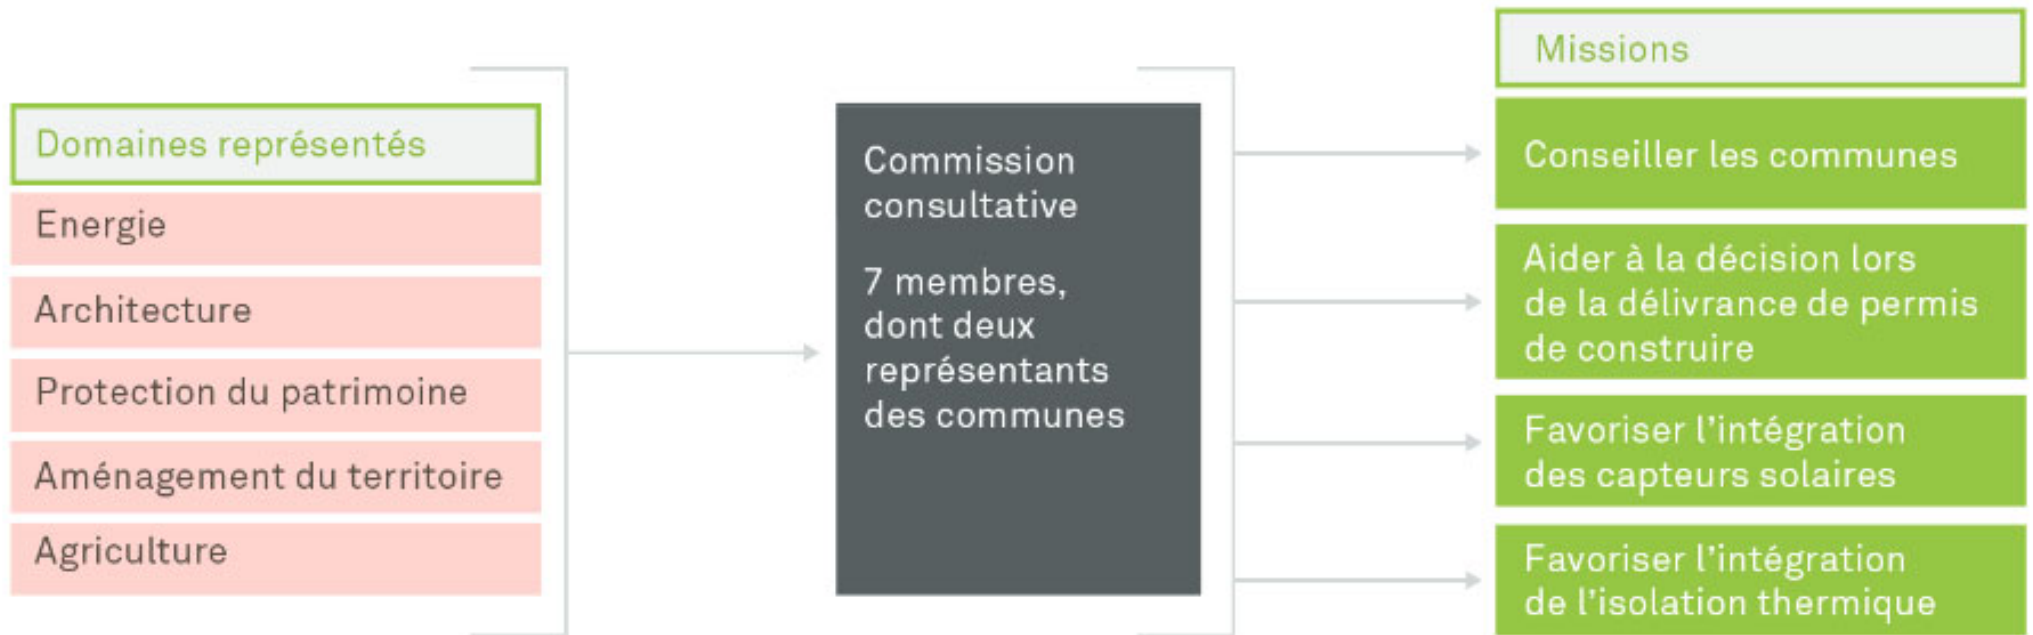 Domaines représentés
Energie
Architecture
Protection du patrimoine
Aménagement du territoire
Agriculture
Commission
consultative
7 membres,
dont deux
représentants
des communes
Missions
Conseiller les communes
Aider à la décision lors
de la délivrance de permis
de construire
Favoriser l'intégration
des capteurs solaires
Favoriser l'intégration
de l'isolation thermique